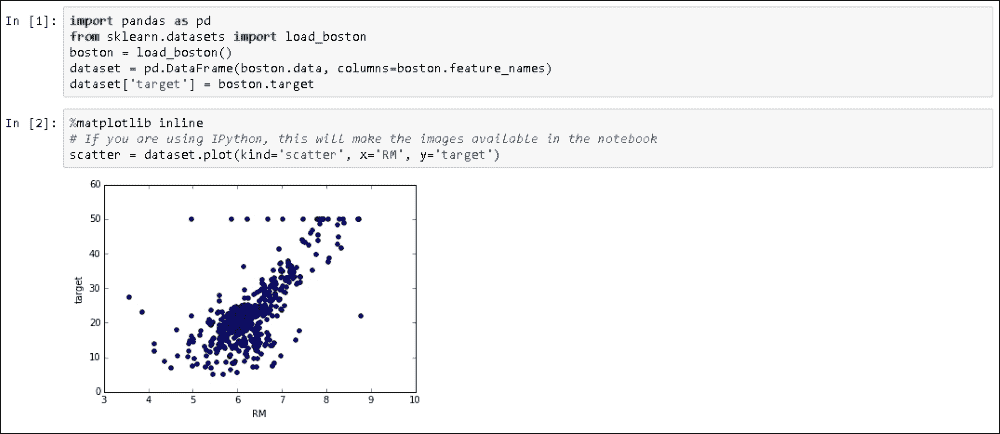 In [1]: import pandas as pd
from sklearn.datasets import load_boston
boston = load_boston()
dataset = pd.DataFrame(boston.data, columns=boston.feature_names)
dataset['target'] = boston.target
In [2]: %matplotlib inline
# If you are using IPython, this will make the images available in the notebook
scatter = dataset.plot(kind='scatter', x='RM', y='target')
60
50
40
30
20
10
0
target
3 4 5 6 7 8 9 10
RM